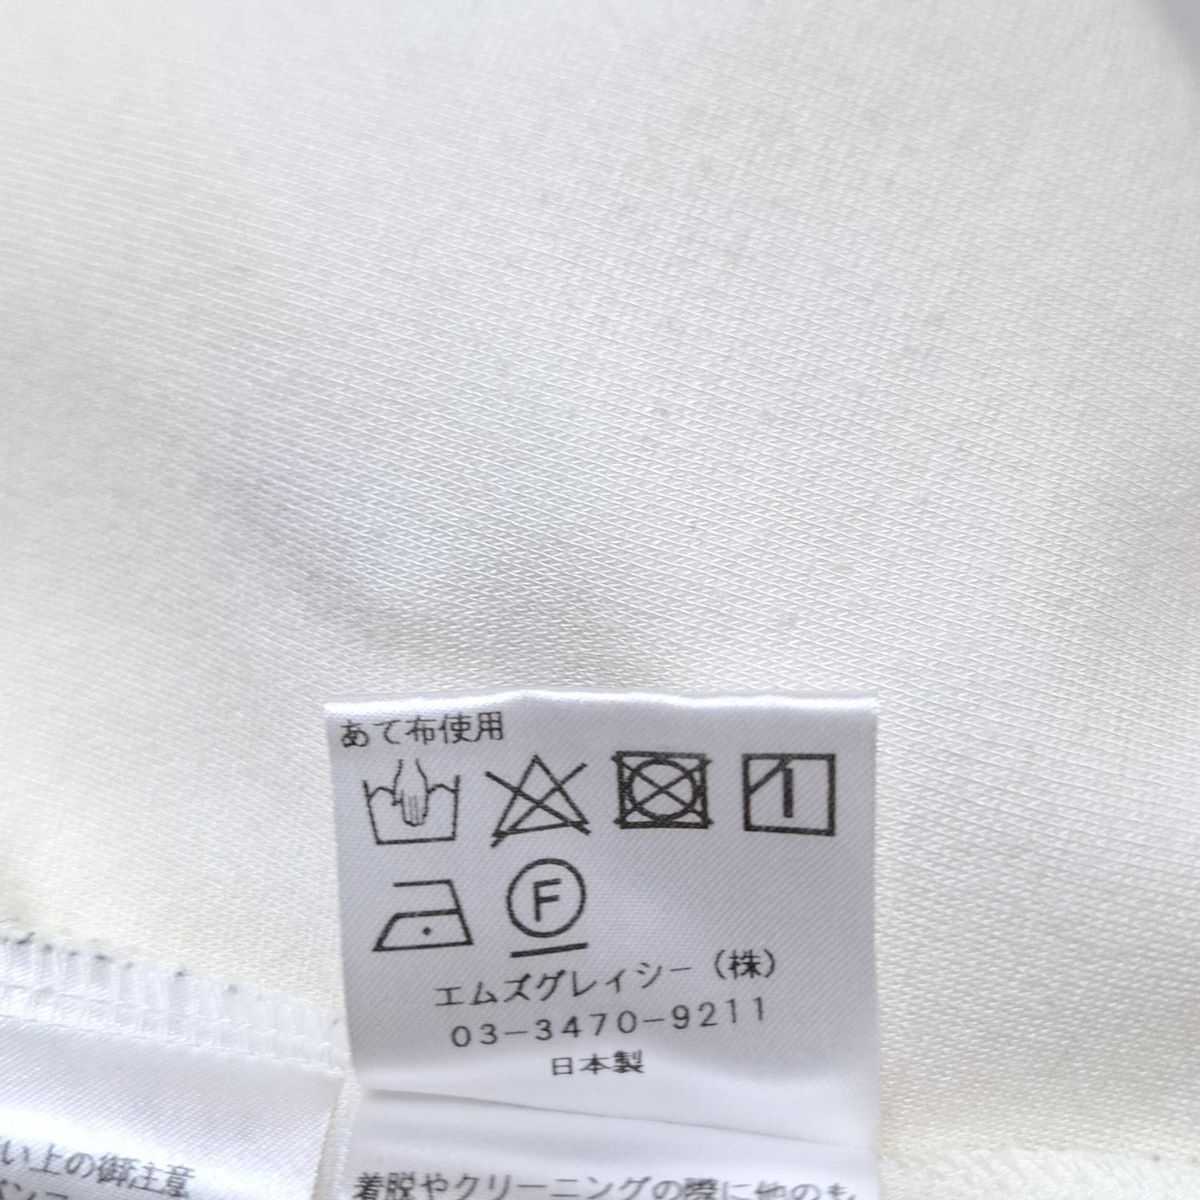 あて布使用
F
エムズグレイシー（株）
03-3470-9211
日本製
い上の御注意
着脱やクリーニングの際に他のも